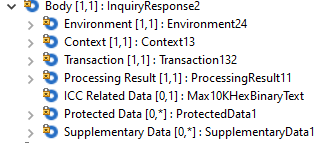 Body [1,1] : InquiryResponse2
Environment [1,1] : Environment24
Context [1,1] : Context13
Transaction [1,1] : Transaction132
Processing Result [1,1] : ProcessingResult11
ICC Related Data [0,1] : Max10KHexBinaryText
Protected Data [0,*] : ProtectedData1
Supplementary Data [0,*] : SupplementaryData1